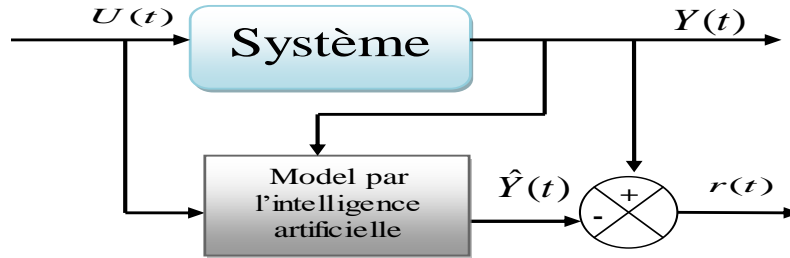 U(t)
Système
Y(t)
Model par
l'intelligence
artificielle
Ŷ(t)
+
-
r(t)